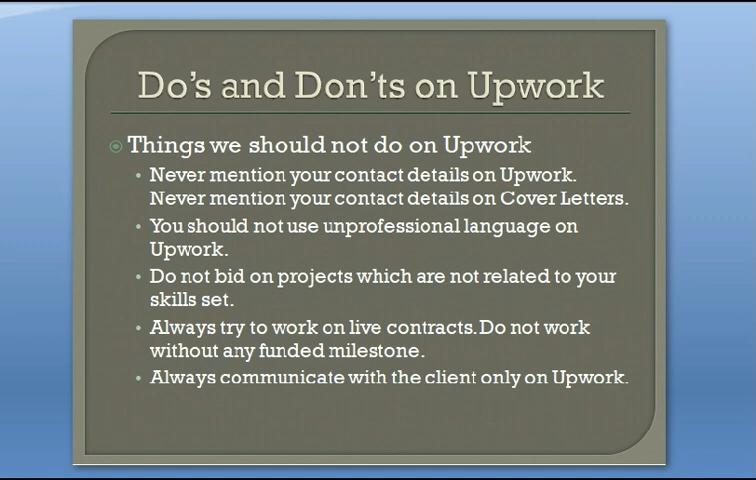 Do's and Don'ts on Upwork
Things we should not do on Upwork
Never mention your contact details on Upwork.
Never mention your contact details on Cover Letters.
You should not use unprofessional language on
Upwork.
Do not bid on projects which are not related to your
skills set.
Always try to work on live contracts.Do not work
without any funded milestone.
Always communicate with the client only on Upwork.